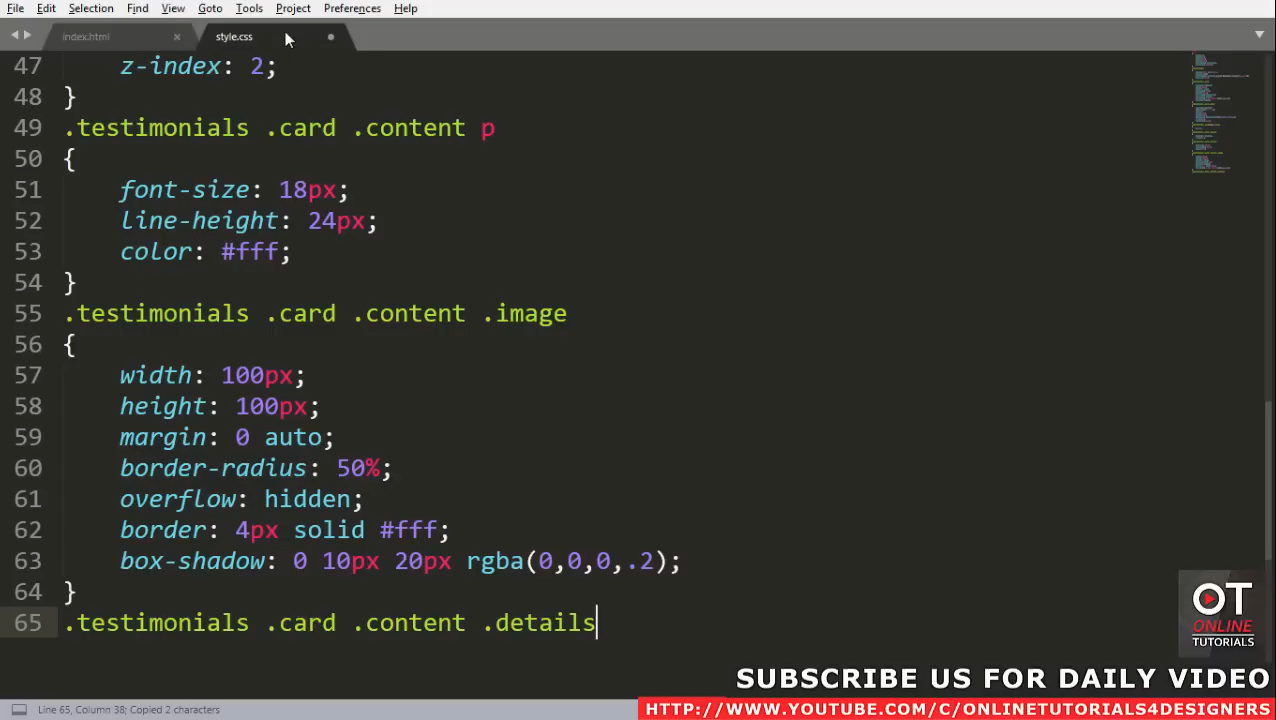 File Edit Selection Find View Goto Tools Project Preferences Help
index.html × style.css
47 z-index: 2;
48 }
49 .testimonials .card .content p
50 {
51 font-size: 18px;
52 line-height: 24px;
53 color: #fff;
54 }
55 .testimonials .card .content .image
56 {
57 width: 100px;
58 height: 100px;
59 margin: 0 auto;
60 border-radius: 50%;
61 overflow: hidden;
62 border: 4px solid #fff;
63 box-shadow: 0 10px 20px rgba(0,0,0,.2);
64 }
65 .testimonials .card .content .details
OT
ONLINE
TUTORIALS
SUBSCRIBE US FOR DAILY VIDEO
Line 65, Column 38; Copied 2 characters
HTTP://WWW.YOUTUBE.COM/C/ONLINETUTORIALS4DESIGNERS